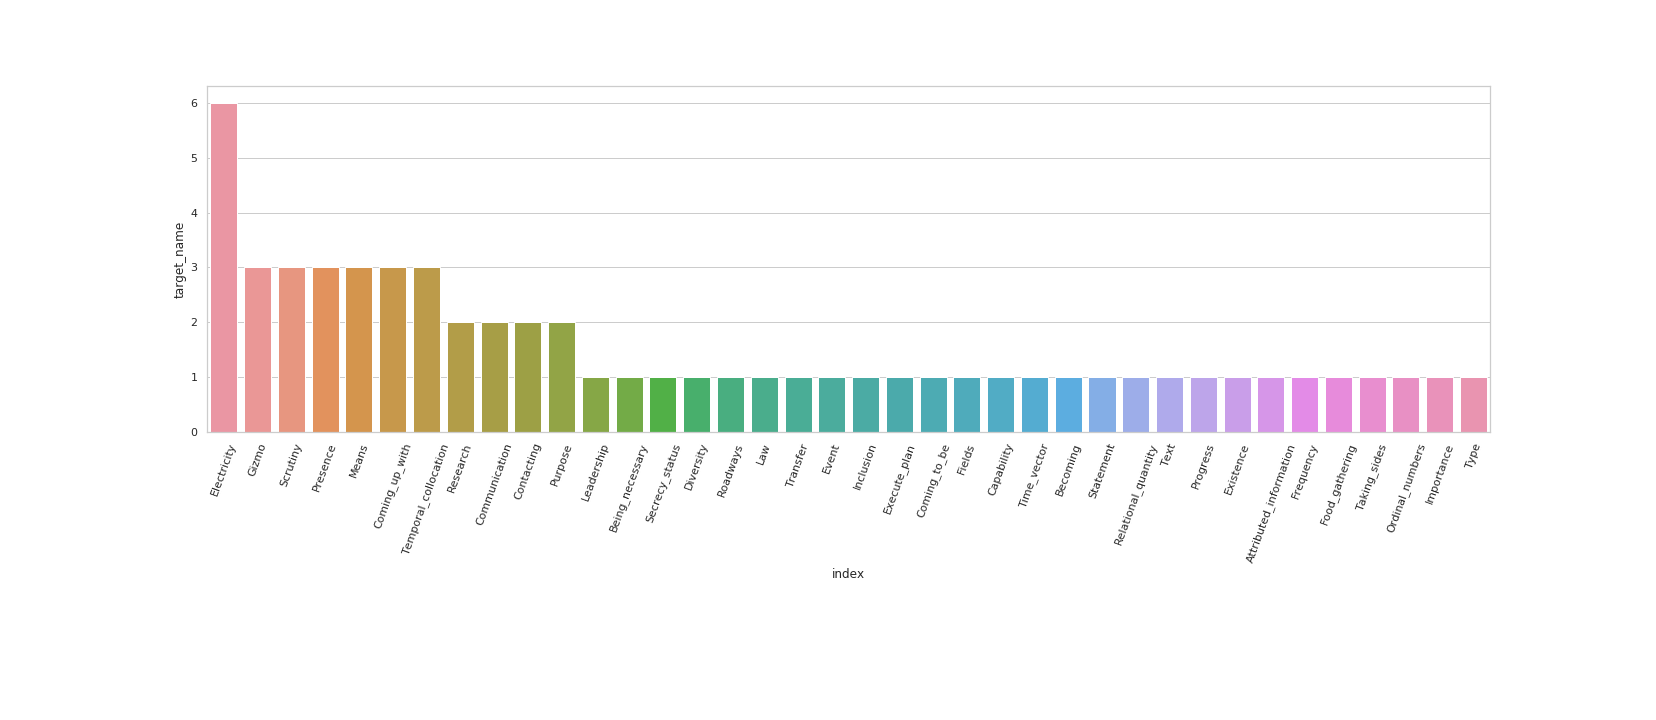 6
5
4
3
2
1
0
target_name
Electricity
Gizmo
Scrutiny
Presence
Means
Coming_up_with
Temporal_collocation
Research
Communication
Contacting
Purpose
Leadership
Being_necessary
Secrecy_status
Diversity
Roadways
Law
Transfer
Event
Inclusion
Execute_plan
Coming_to_be
Fields
Capability
Time_vector
Becoming
Statement
Relational_quantity
Text
Progress
Existence
Attributed_information
Frequency
Food_gathering
Taking_sides
Ordinal_numbers
Importance
Type
index